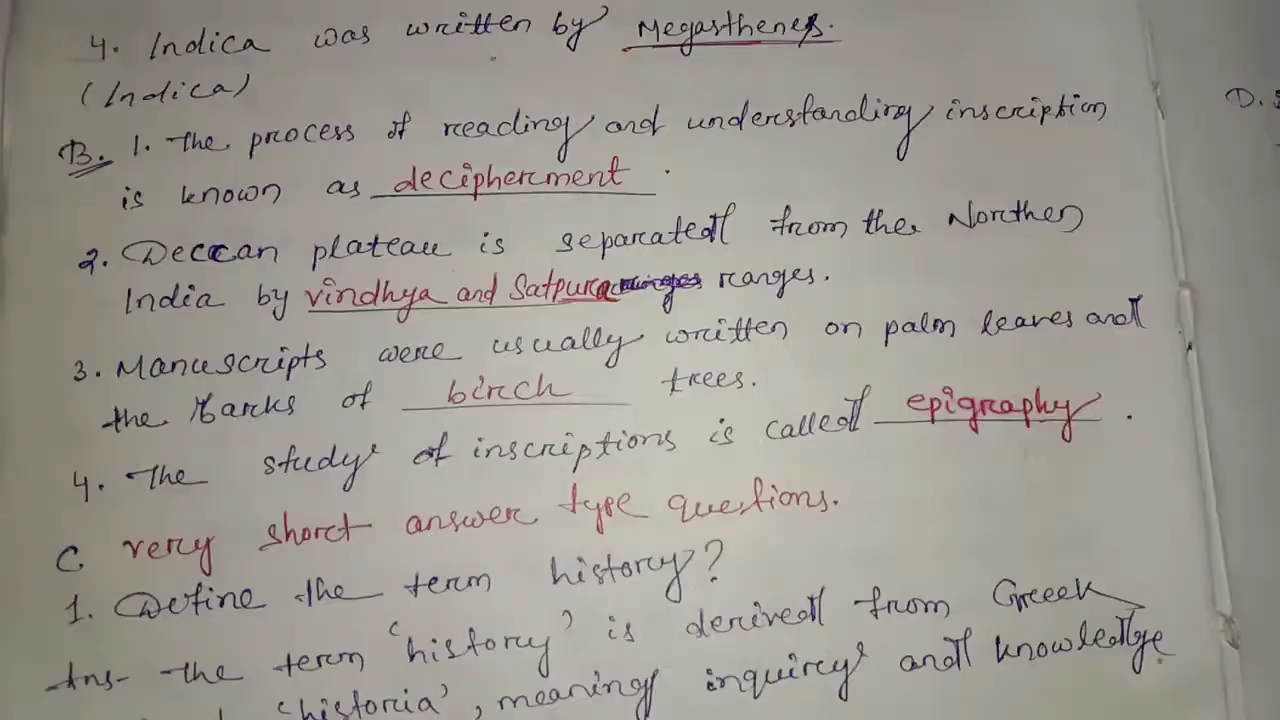 4. Indica was written by Megasthenes.
(Indica)
D.
B. 1. The process of reading and understanding inscription
is known as decipherment.
2. Deccan plateau is separated from the Northen
India by vindhya and Satpura ranges.
3. Manuscripts were usually written on palm leaves and
the barks of birch trees.
4. The study of inscriptions is called epigraphy.
C very short answer type questions.
1. Define the term history?
Ans- The term 'history' is derived from Greeek
'historia', meaning inquiry and knowledge